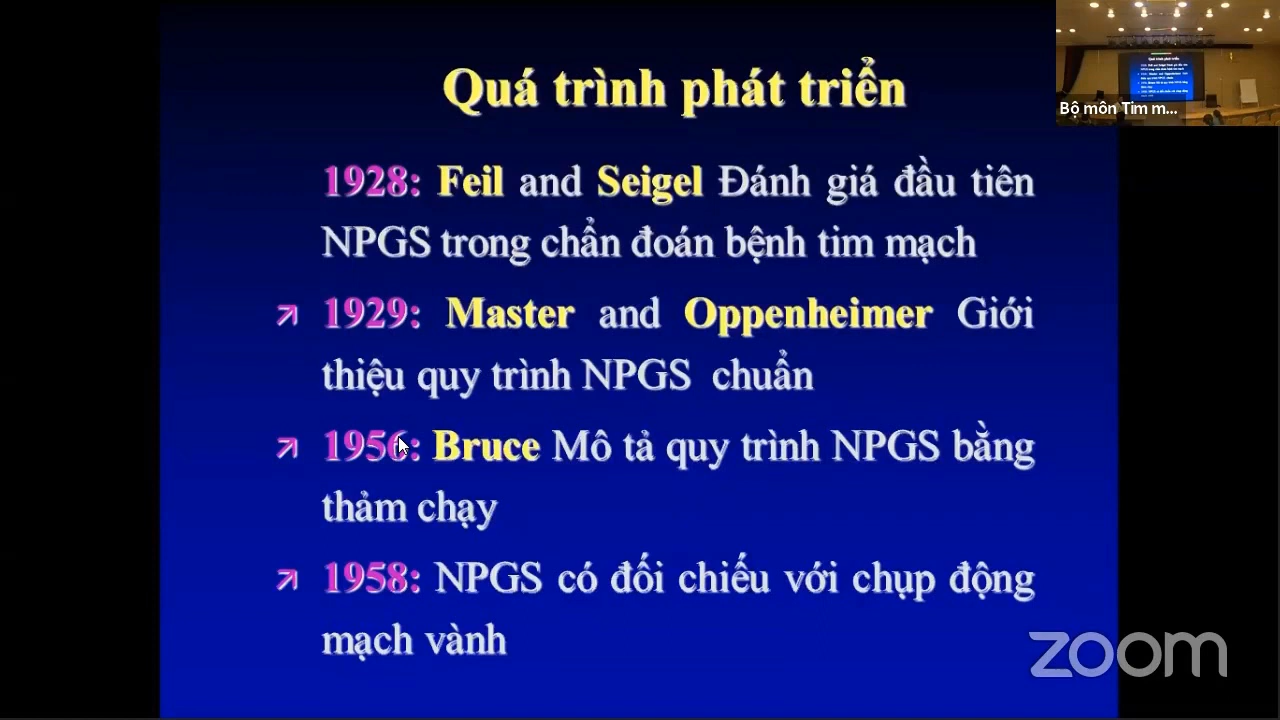 Quá trình phát triển
1928: Feil and Seigel Đánh giá đầu tiên
NPGS trong chẩn đoán bệnh tim mạch
1929: Master and Oppenheimer Giới
thiệu quy trình NPGS chuẩn
1956: Bruce Mô tả quy trình NPGS bằng
thảm chạy
1958: NPGS có đối chiếu với chụp động
mạch vành
Bộ môn Tim m...
zoom